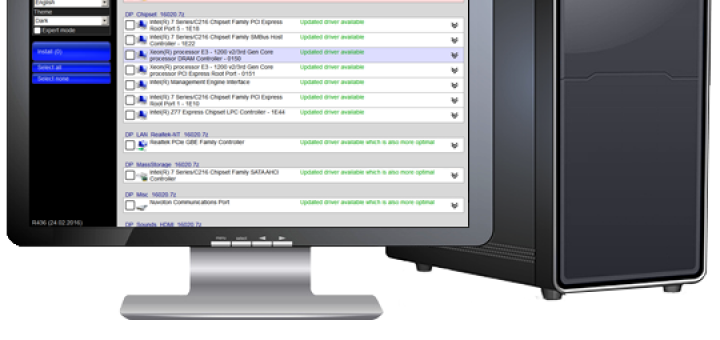 English
Theme
Dark
Expert mode
Install (0)
Select all
Select none
DP_Chipset_16020.7z
Intel(R) 7 Series/C216 Chipset Family PCI Express
Root Port 5 - 1E18
Updated driver available
Intel(R) 7 Series/C216 Chipset Family SMBus Host
Controller - 1E22
Updated driver available
Xeon(R) processor E3 - 1200 v2/3rd Gen Core
processor DRAM Controller - 0150
Updated driver available
Xeon(R) processor E3 - 1200 v2/3rd Gen Core
processor PCI Express Root Port - 0151
Updated driver available
Intel(R) Management Engine Interface
Updated driver available
Intel(R) 7 Series/C216 Chipset Family PCI Express
Root Port 1 - 1E10
Updated driver available
Intel(R) Z77 Express Chipset LPC Controller - 1E44
Updated driver available
DP_LAN_Realtek-NT_16020.7z
Realtek PCIe GBE Family Controller
Updated driver available which is also more optimal
DP_MassStorage_16020.7z
Intel(R) 7 Series/C216 Chipset Family SATA AHCI
Controller
Updated driver available which is also more optimal
DP_Misc_16020.7z
Nuvoton Communications Port
Updated driver available which is also more optimal
DP_Sounds_HDMI_16020.7z
R436 (24.02.2016)